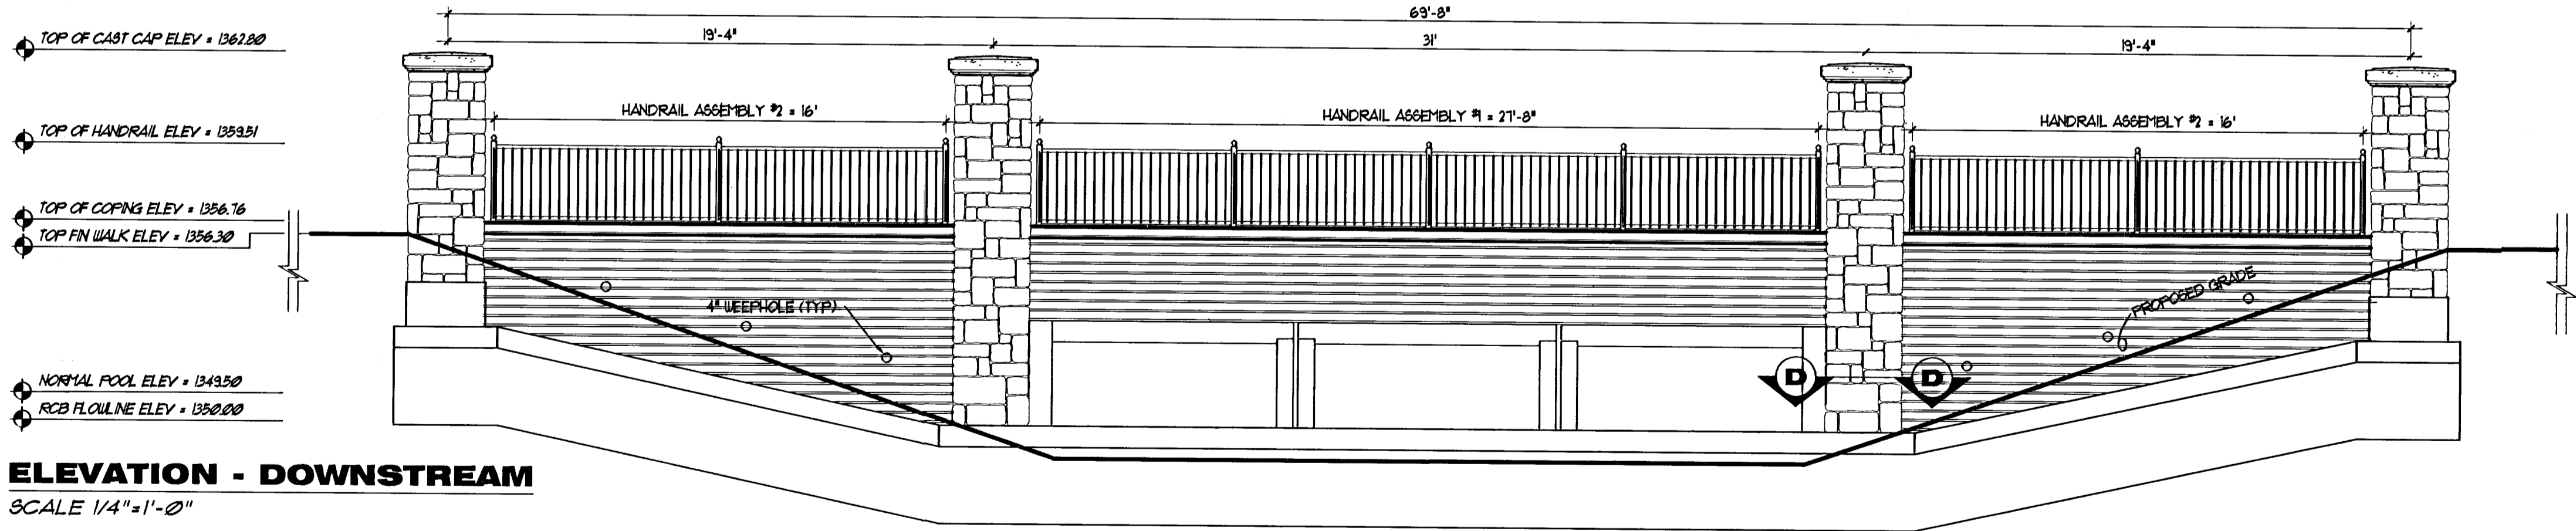 69'-8"
19'-4"
31'
19'-4"
TOP OF CAST CAP ELEV = 1362.80
HANDRAIL ASSEMBLY #2 = 16'
HANDRAIL ASSEMBLY #1 = 27'-8"
HANDRAIL ASSEMBLY #2 = 16'
TOP OF HANDRAIL ELEV = 1359.51
TOP OF COPING ELEV = 1356.76
TOP FIN WALK ELEV = 1356.30
4" WEEPHOLE (TYP)
PROPOSED GRADE
NORMAL POOL ELEV = 1349.50
RCB FLOWLINE ELEV = 1350.00
D
D
ELEVATION - DOWNSTREAM
SCALE 1/4"=1'-0"